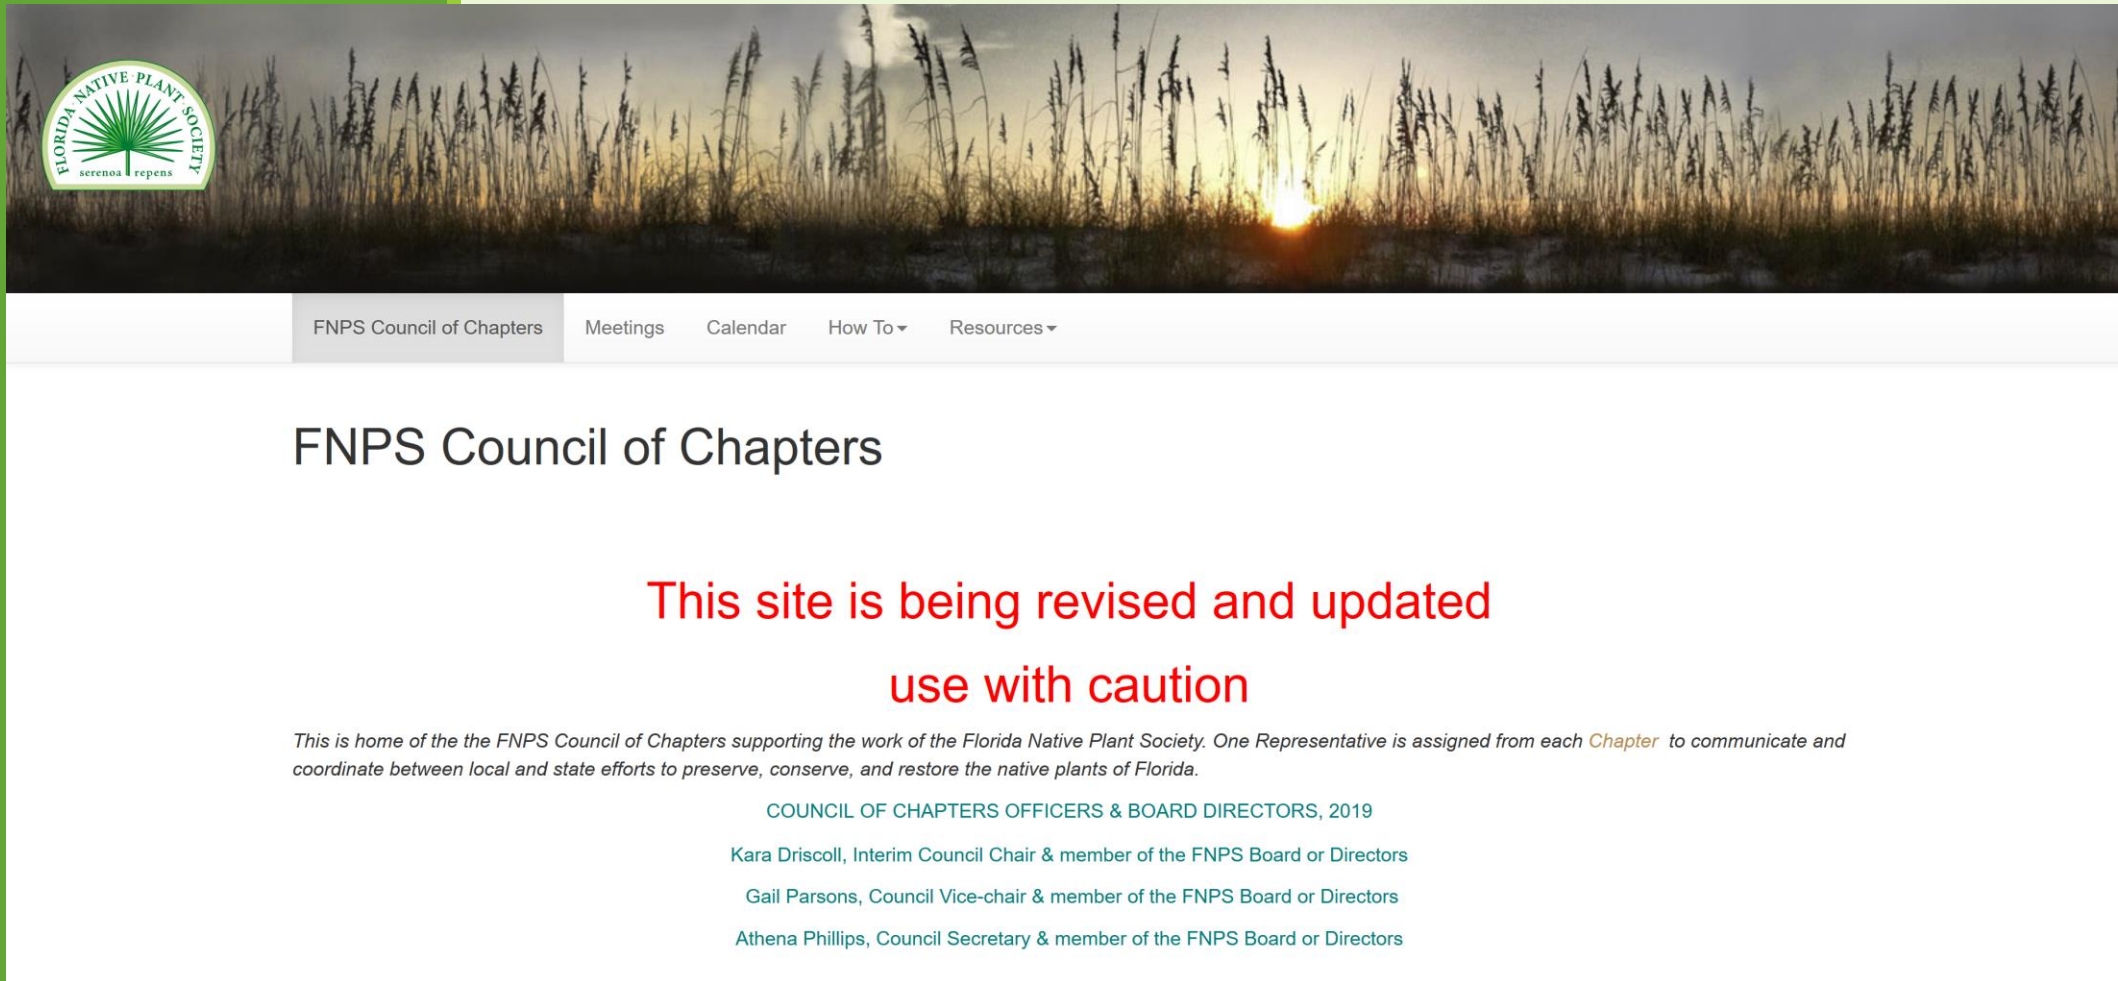 FLORIDA · NATIVE · PLANT · SOCIETY
serenoa repens
FNPS Council of Chapters Meetings Calendar How To Resources
FNPS Council of Chapters
This site is being revised and updated
use with caution
This is home of the the FNPS Council of Chapters supporting the work of the Florida Native Plant Society. One Representative is assigned from each Chapter to communicate and
coordinate between local and state efforts to preserve, conserve, and restore the native plants of Florida.
COUNCIL OF CHAPTERS OFFICERS & BOARD DIRECTORS, 2019
Kara Driscoll, Interim Council Chair & member of the FNPS Board or Directors
Gail Parsons, Council Vice-chair & member of the FNPS Board or Directors
Athena Phillips, Council Secretary & member of the FNPS Board or Directors